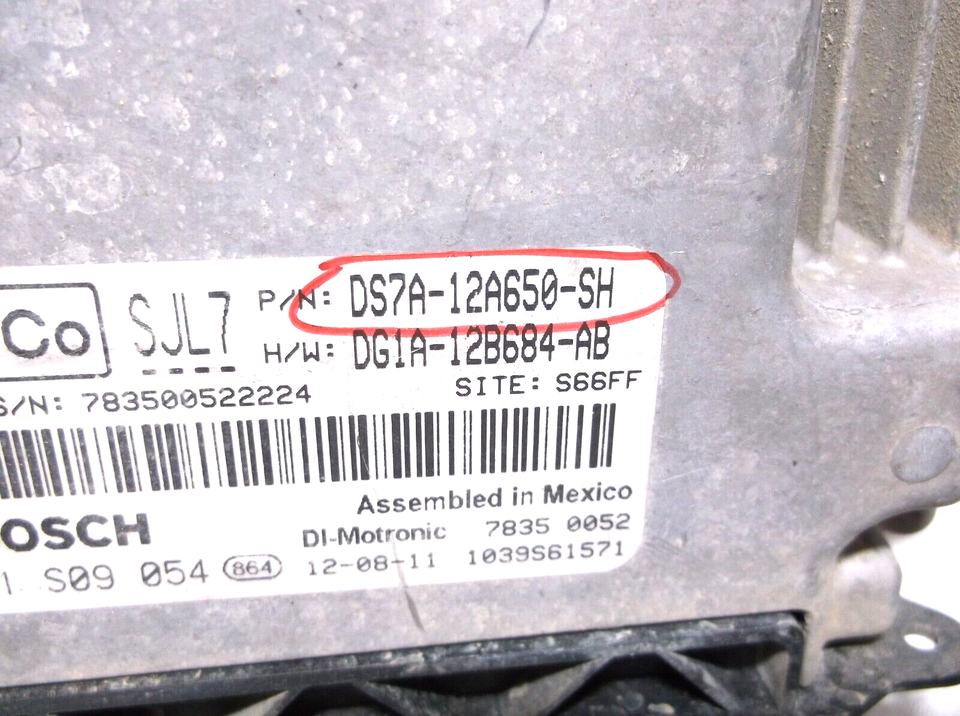 Co
SJL7
P/N: DS7A-12A650-SH
H/W: DG1A-12B684-AB
S/N: 783500522224
SITE: S66FF
Assembled in Mexico
OSCH
DI-Motronic 7835 0052
1 S09 054 864 12-08-11 1039S61571